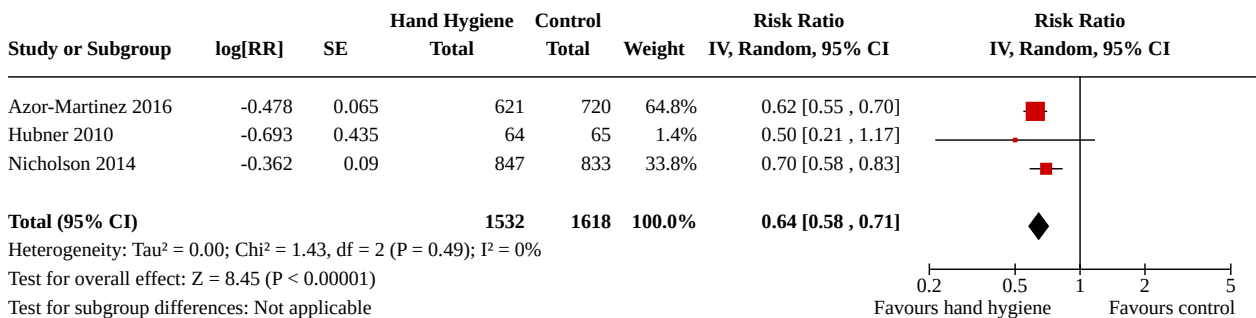 Hand Hygiene Control Risk Ratio Risk Ratio
Study or Subgroup log[RR] SE Total Total Weight IV, Random, 95% CI IV, Random, 95% CI
Azor-Martinez 2016 -0.478 0.065 621 720 64.8% 0.62 [0.55 , 0.70]
Hubner 2010 -0.693 0.435 64 65 1.4% 0.50 [0.21 , 1.17]
Nicholson 2014 -0.362 0.09 847 833 33.8% 0.70 [0.58 , 0.83]
Total (95% CI) 1532 1618 100.0% 0.64 [0.58 , 0.71]
Heterogeneity: Tau² = 0.00; Chi² = 1.43, df = 2 (P = 0.49); I² = 0%
Test for overall effect: Z = 8.45 (P < 0.00001)
0.2 0.5 1 2 5
Test for subgroup differences: Not applicable Favours hand hygiene Favours control